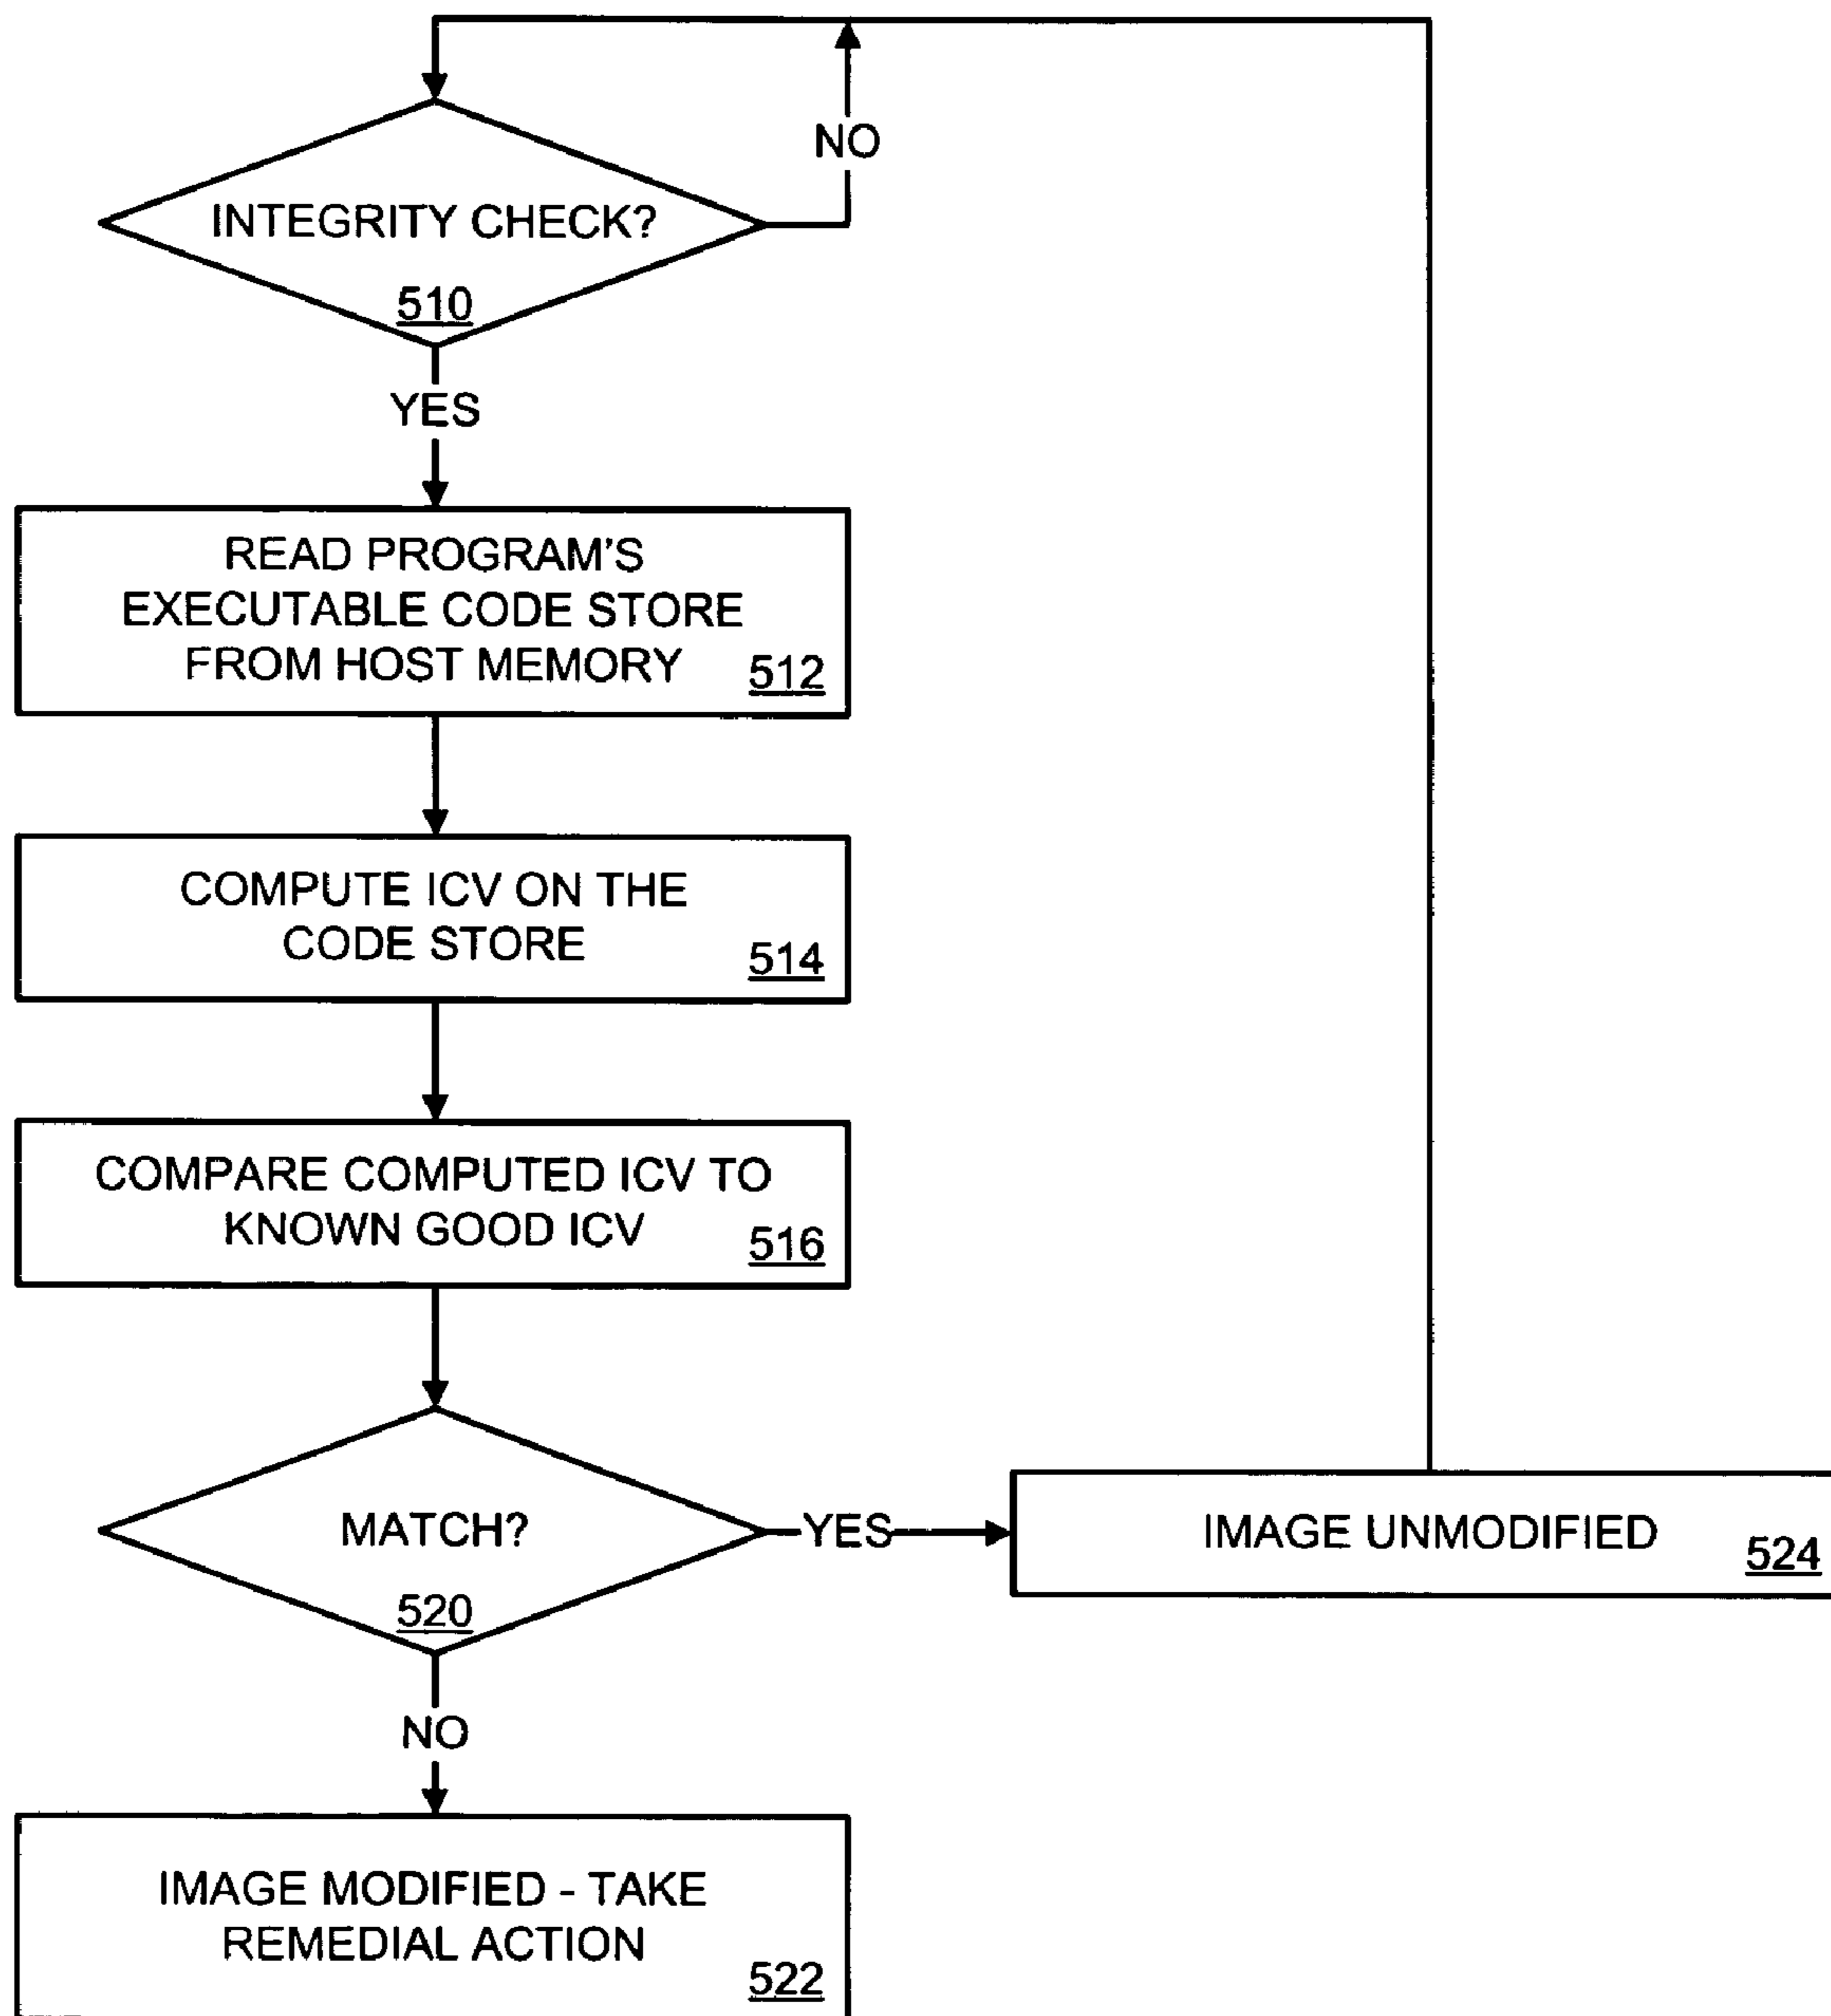 NO
INTEGRITY CHECK?
510
YES
READ PROGRAM'S
EXECUTABLE CODE STORE
FROM HOST MEMORY
512
COMPUTE ICV ON THE
CODE STORE
514
COMPARE COMPUTED ICV TO
KNOWN GOOD ICV
516
MATCH?
520
YES
IMAGE UNMODIFIED
524
NO
IMAGE MODIFIED - TAKE
REMEDIAL ACTION
522